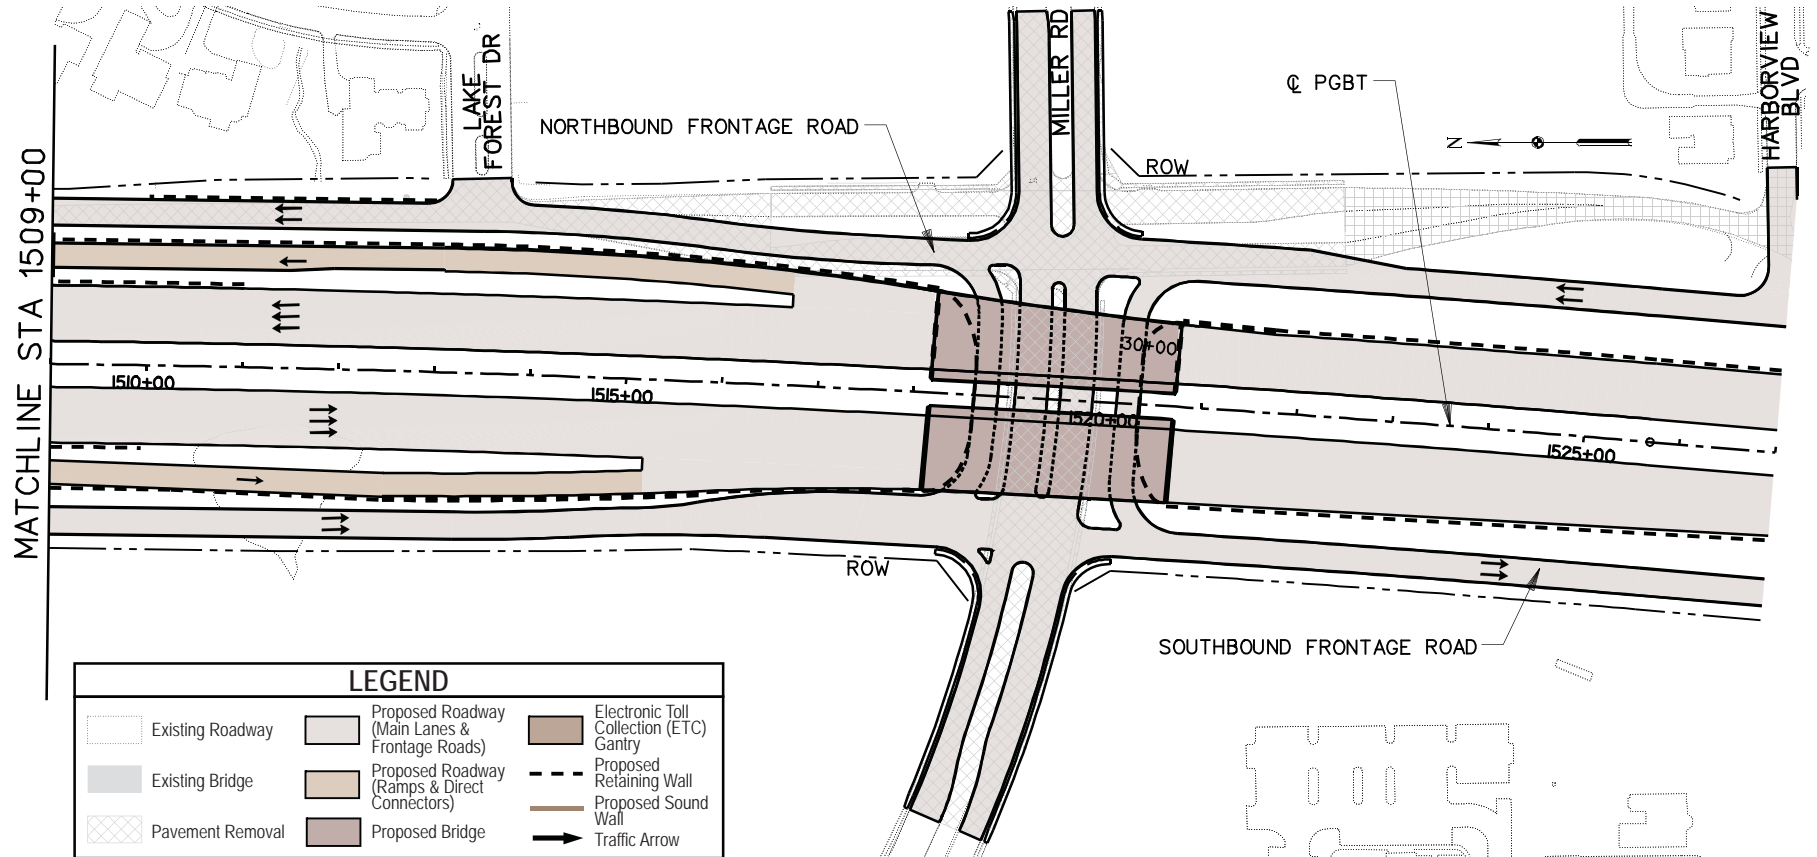 MATCHLINE STA 1509+00
LAKE
FOREST DR
NORTHBOUND FRONTAGE ROAD
MILLER RD
ROW
℄ PGBT
N
HARBORVIEW
BLVD
1510+00
1515+00
30+00
1520+00
1525+00
ROW
SOUTHBOUND FRONTAGE ROAD
LEGEND
Existing Roadway
Existing Bridge
Pavement Removal
Proposed Roadway
(Main Lanes &
Frontage Roads)
Proposed Roadway
(Ramps & Direct
Connectors)
Proposed Bridge
Electronic Toll
Collection (ETC)
Gantry
Proposed
Retaining Wall
Proposed Sound
Wall
Traffic Arrow